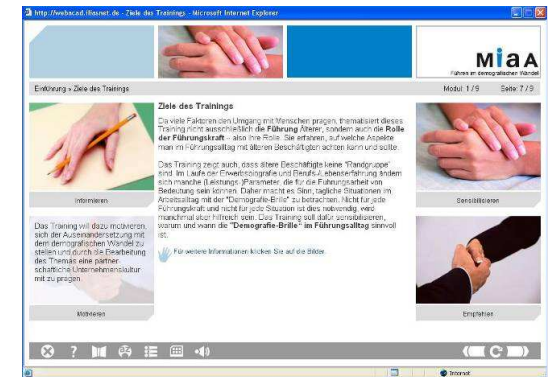 http://webacad.iBasnet.de - Ziele des Trainings - Microsoft Internet Explorer
MiaA
Führen im demografischen Wandel
Einführung » Ziele des Trainings
Modul: 1 / 9 Seite: 7 / 9
Ziele des Trainings
Da viele Faktoren den Umgang mit Menschen prägen, thematisiert dieses
Training nicht ausschließlich die Führung Älterer, sondern auch die Rolle
der Führungskraft – also Ihre Rolle. Sie erfahren, auf welche Aspekte
man im Führungsalltag mit älteren Beschäftigten achten kann und sollte.
Das Training zeigt auch, dass ältere Beschäftigte keine "Randgruppe"
sind. Im Laufe der Erwerbsbiografie und Berufs-/Lebenserfahrung ändern
sich manche (Leistungs-)Parameter, die für die Führungsarbeit von
Bedeutung sein können. Daher macht es Sinn, tägliche Situationen im
Arbeitsalltag mit der "Demografie-Brille" zu betrachten. Nicht für jede
Führungskraft und nicht für jede Situation ist dies notwendig, wird
manchmal aber hilfreich sein. Das Training soll dafür sensibilisieren,
warum und wann die "Demografie-Brille" im Führungsalltag sinnvoll
ist.
Für weitere Informationen klicken Sie auf die Bilder.
Informieren
Das Training will dazu motivieren,
sich der Auseinandersetzung mit
dem demografischen Wandel zu
stellen und durch die Bearbeitung
des Themas eine partner-
schaftliche Unternehmenskultur
mit zu prägen.
Motivieren
Sensibilisieren
Empfehlen
?
Internet